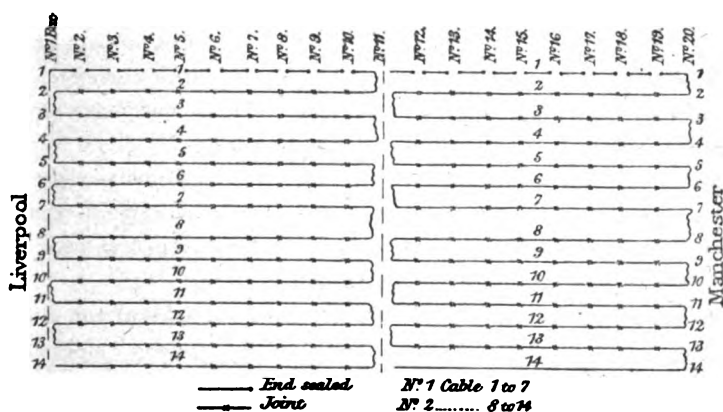 Nº 1 Box Nº 2. Nº 3. Nº 4. Nº 5. Nº 6. Nº 7. Nº 8. Nº 9. Nº 10. Nº 11. Nº 12. Nº 13. Nº 14. Nº 15. Nº 16 Nº 17. Nº 18. Nº 19. Nº 20.
1 1 1 1
2 2 2 2
3 3 3 3
4 4 4 4
5 5 5 5
6 6 6 6
7 7 7 7
8 8 8 8
9 9 9 9
10 10 10 10
11 11 11 11
12 12 12 12
13 13 13 13
14 14 14 14
Liverpool
Manchester
End sealed
Joint
Nº 1 Cable 1 to 7
Nº 2 ......... 8 to 14